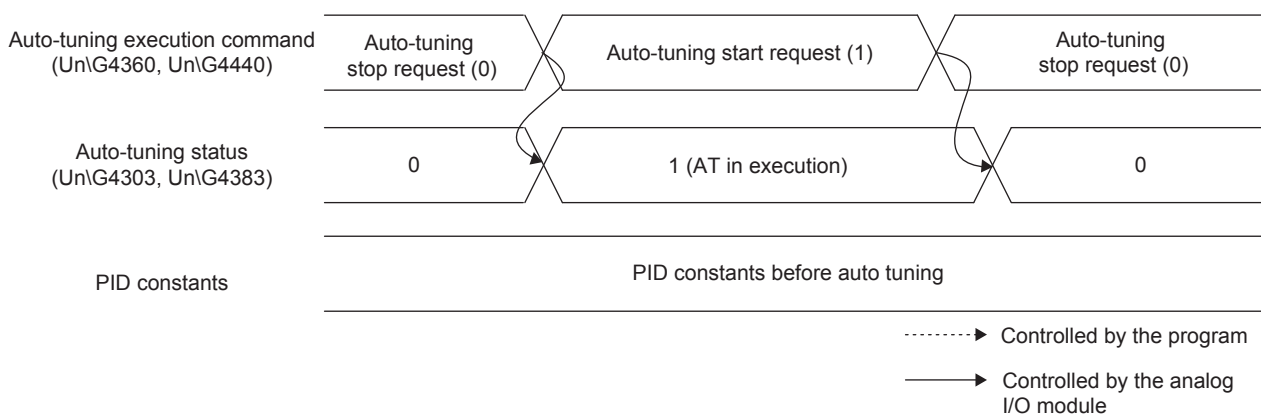 Auto-tuning execution command
(Un\G4360, Un\G4440)
Auto-tuning
stop request (0)
Auto-tuning start request (1)
Auto-tuning
stop request (0)
Auto-tuning status
(Un\G4303, Un\G4383)
0
1 (AT in execution)
0
PID constants
PID constants before auto tuning
Controlled by the program
Controlled by the analog
I/O module